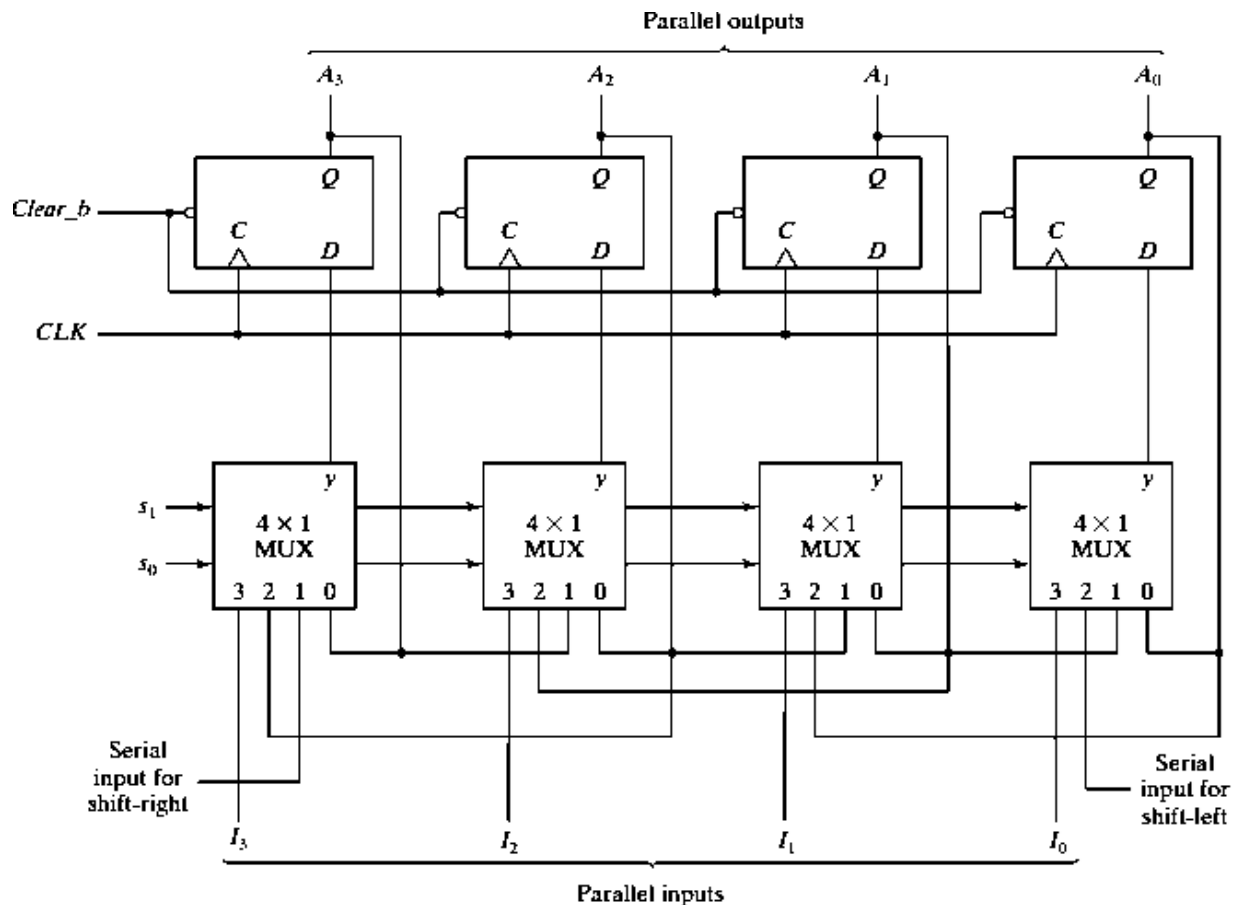 Parallel outputs
A₃ A₂ A₁ A₀
Q Q Q Q
Clear_b
C C C C
D D D D
CLK
y y y y
s₁
4 × 1 4 × 1 4 × 1 4 × 1
MUX MUX MUX MUX
s₀
3 2 1 0 3 2 1 0 3 2 1 0 3 2 1 0
Serial
input for
shift-right
Serial
input for
shift-left
I₃ I₂ I₁ I₀
Parallel inputs